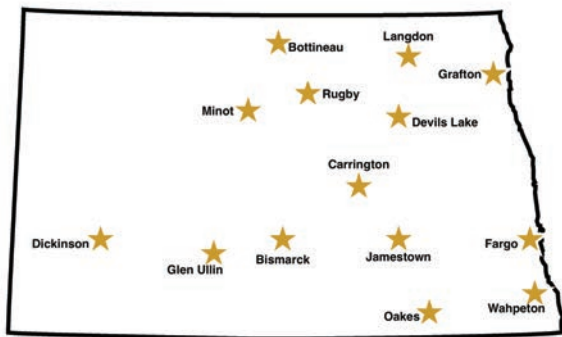 Langdon
Bottineau
Grafton
Rugby
Minot
Devils Lake
Carrington
Dickinson
Glen Ullin
Bismarck
Jamestown
Fargo
Wahpeton
Oakes